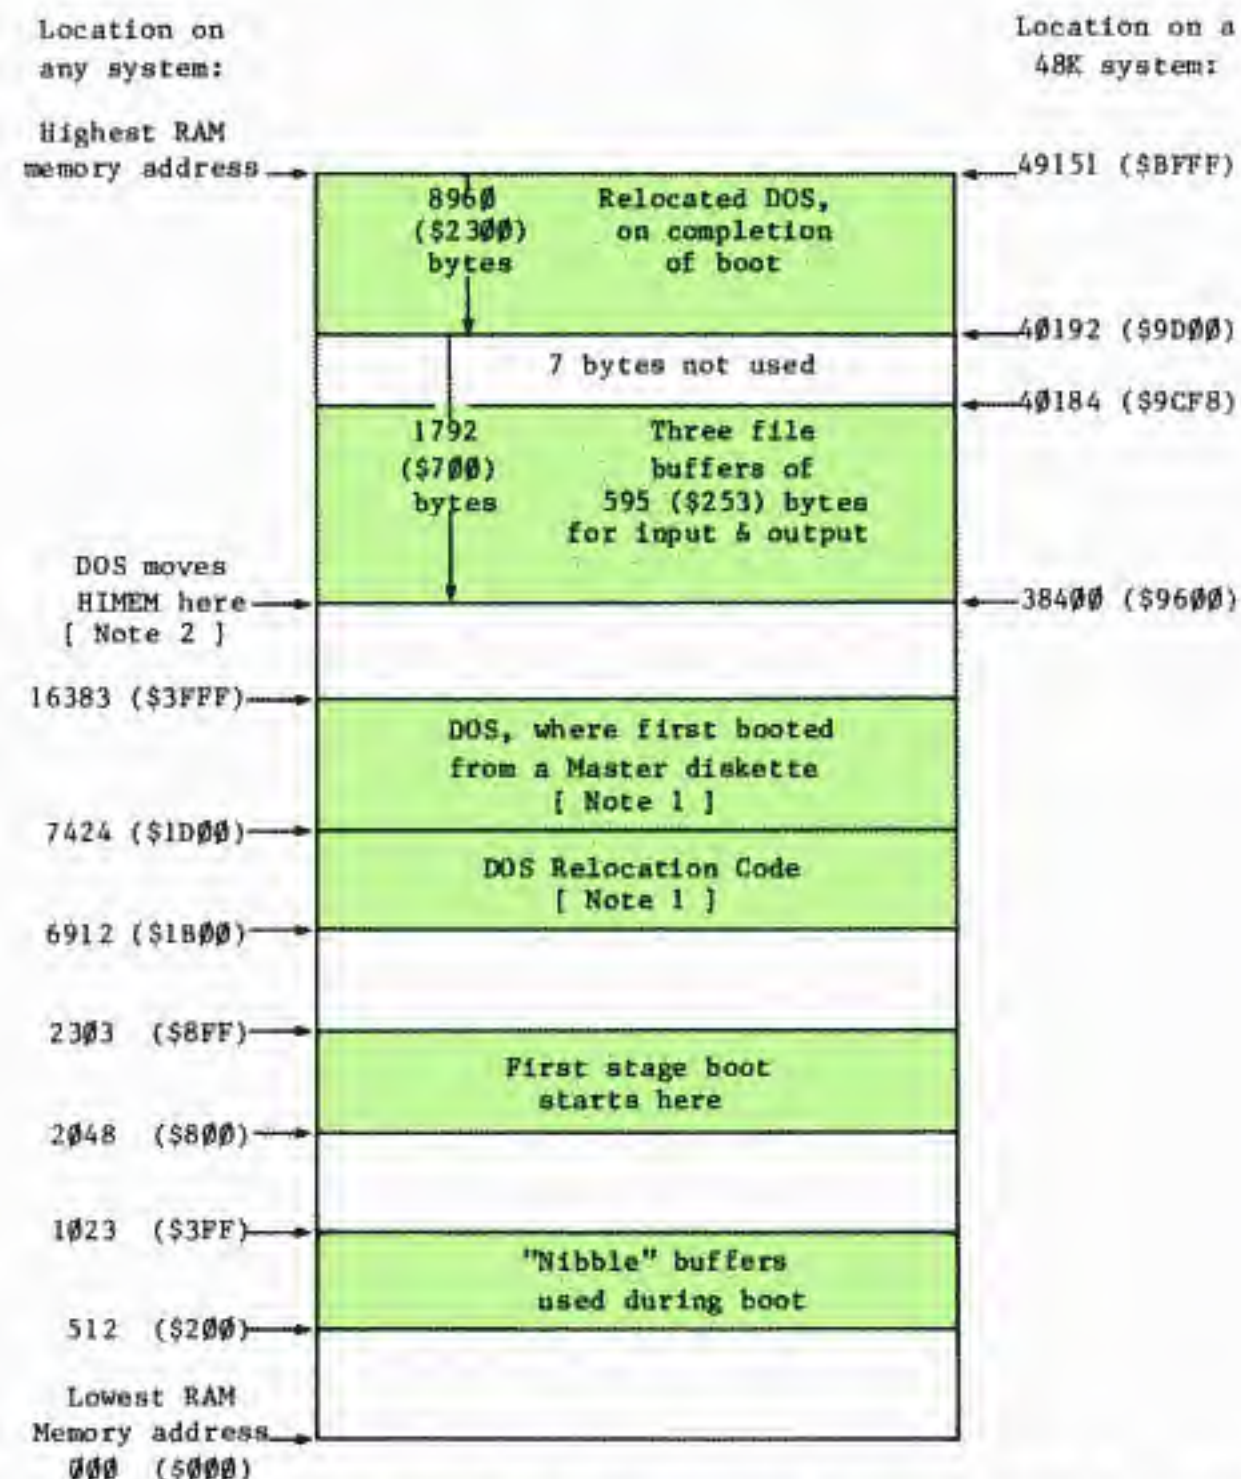 Location on
any system:
Location on a
48K system:
Highest RAM
memory address
49151 ($BFFF)
896Ø
($23ØØ)
bytes
Relocated DOS,
on completion
of boot
4Ø192 ($9DØØ)
7 bytes not used
4Ø184 ($9CF8)
1792
($7ØØ)
bytes
Three file
buffers of
595 ($253) bytes
for input & output
DOS moves
HIMEM here
[ Note 2 ]
384ØØ ($96ØØ)
16383 ($3FFF)
DOS, where first booted
from a Master diskette
[ Note 1 ]
7424 ($1DØØ)
DOS Relocation Code
[ Note 1 ]
6912 ($1BØØ)
23Ø3 ($8FF)
First stage boot
starts here
2Ø48 ($8ØØ)
1Ø23 ($3FF)
"Nibble" buffers
used during boot
512 ($2ØØ)
Lowest RAM
Memory address
ØØØ ($ØØØ)